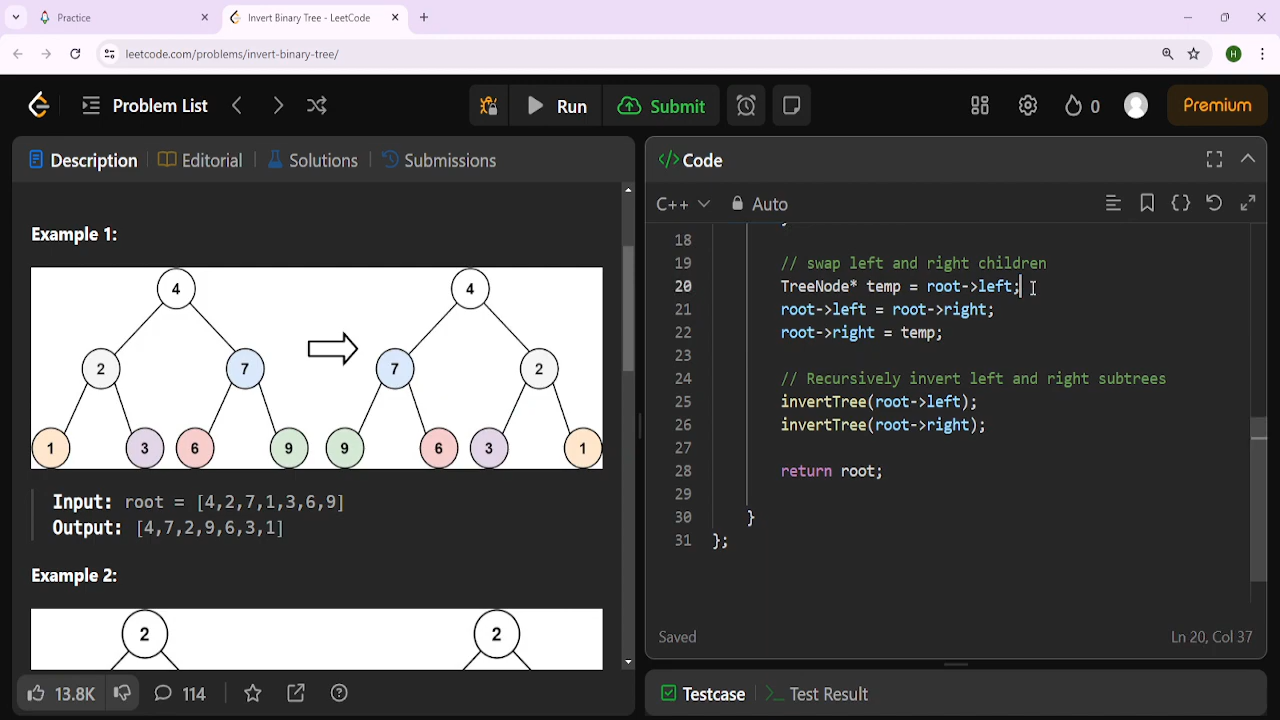 Practice
Invert Binary Tree - LeetCode
leetcode.com/problems/invert-binary-tree/
H
Problem List
Run
Submit
0
Premium
Description
Editorial
Solutions
Submissions
Example 1:
4
2
7
1
3
6
9
4
7
2
9
6
3
1
Input: root = [4,2,7,1,3,6,9]
Output: [4,7,2,9,6,3,1]
Example 2:
2
2
13.8K
114
</> Code
C++
Auto
18
19 // swap left and right children
20 TreeNode* temp = root->left;
21 root->left = root->right;
22 root->right = temp;
23
24 // Recursively invert left and right subtrees
25 invertTree(root->left);
26 invertTree(root->right);
27
28 return root;
29
30 }
31 };
Saved
Ln 20, Col 37
Testcase
Test Result